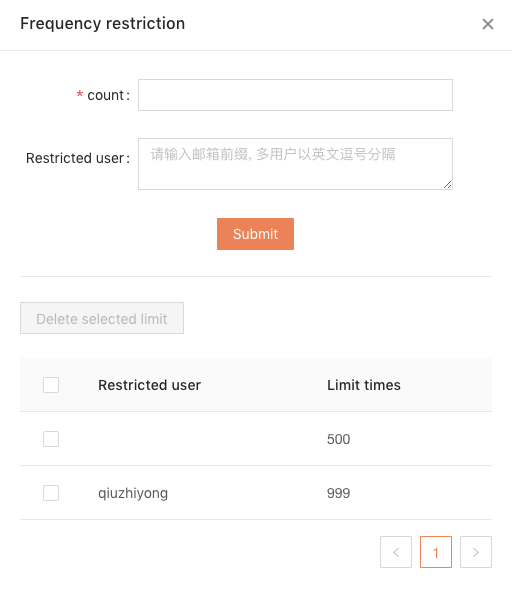 Frequency restriction
* count:
Restricted user: 请输入邮箱前缀, 多用户以英文逗号分隔
Submit
Delete selected limit
Restricted user Limit times
500
qiuzhiyong 999
< 1 >